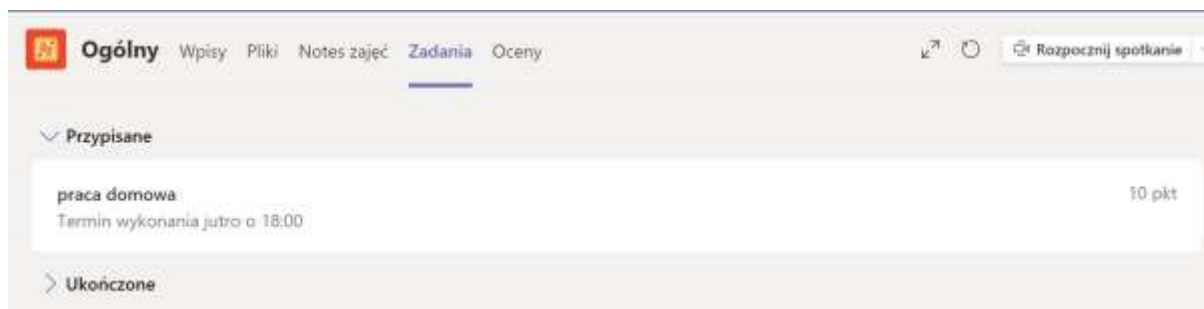 Ogólny Wpisy Pliki Notes zajęć Zadania Oceny Rozpocznij spotkanie
Przypisane
praca domowa 10 pkt
Termin wykonania jutro o 18:00
Ukończone